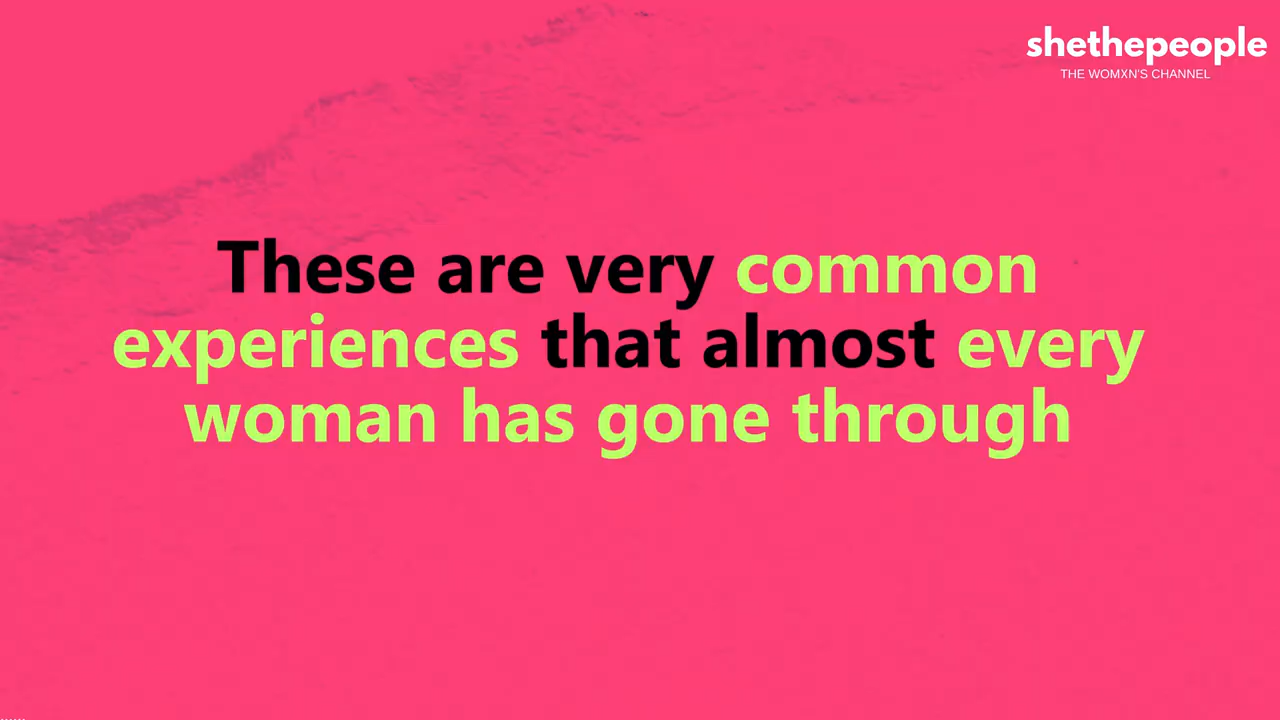 shethepeople
THE WOMXN'S CHANNEL
These are very common
experiences that almost every
woman has gone through